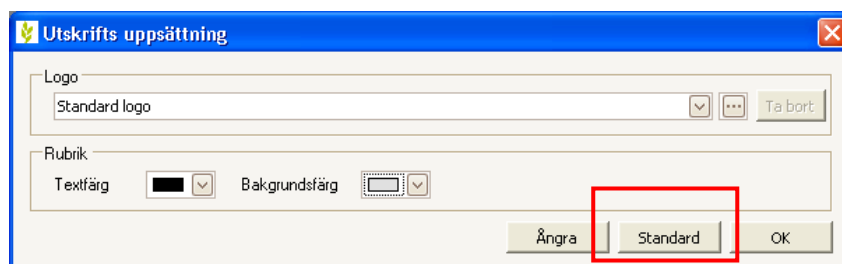 Utskrifts uppsättning
Logo
Standard logo
Ta bort
Rubrik
Textfärg Bakgrundsfärg
Ångra Standard OK